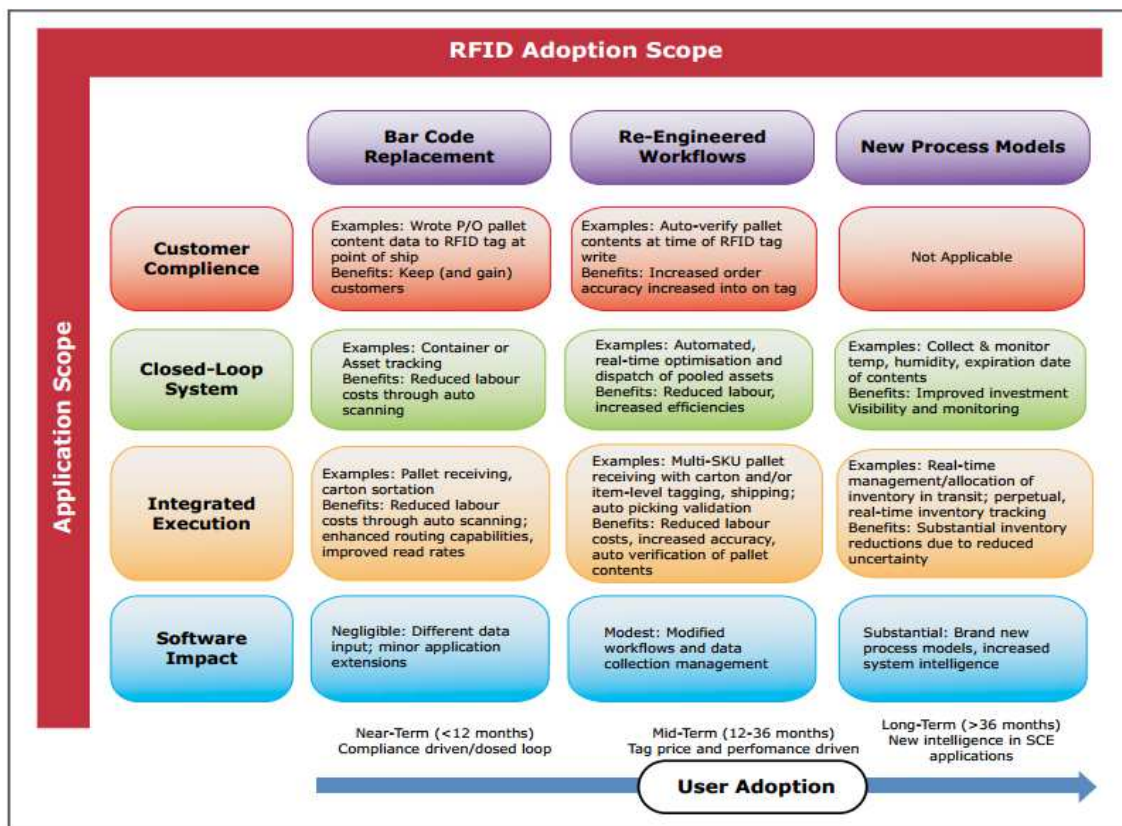 RFID Adoption Scope
Application Scope
Bar Code
Replacement
Re-Engineered
Workflows
New Process Models
Customer
Complience
Examples: Wrote P/O pallet
content data to RFID tag at
point of ship
Benefits: Keep (and gain)
customers
Examples: Auto-verify pallet
contents at time of RFID tag
write
Benefits: Increased order
accuracy increased into on tag
Not Applicable
Closed-Loop
System
Examples: Container or
Asset tracking
Benefits: Reduced labour
costs through auto
scanning
Examples: Automated,
real-time optimisation and
dispatch of pooled assets
Benefits: Reduced labour,
increased efficiencies
Examples: Collect & monitor
temp, humidity, expiration date
of contents
Benefits: Improved investment
Visibility and monitoring
Integrated
Execution
Examples: Pallet receiving,
carton sortation
Benefits: Reduced labour
costs through auto scanning;
enhanced routing capabilities,
improved read rates
Examples: Multi-SKU pallet
receiving with carton and/or
item-level tagging, shipping;
auto picking validation
Benefits: Reduced labour
costs, increased accuracy,
auto verification of pallet
contents
Examples: Real-time
management/allocation of
inventory in transit; perpetual,
real-time inventory tracking
Benefits: Substantial inventory
reductions due to reduced
uncertainty
Software
Impact
Negligible: Different data
input; minor application
extensions
Modest: Modified
workflows and data
collection management
Substantial: Brand new
process models, increased
system intelligence
Near-Term (<12 months)
Compliance driven/dosed loop
Mid-Term (12-36 months)
Tag price and perfomance driven
Long-Term (>36 months)
New intelligence in SCE
applications
User Adoption